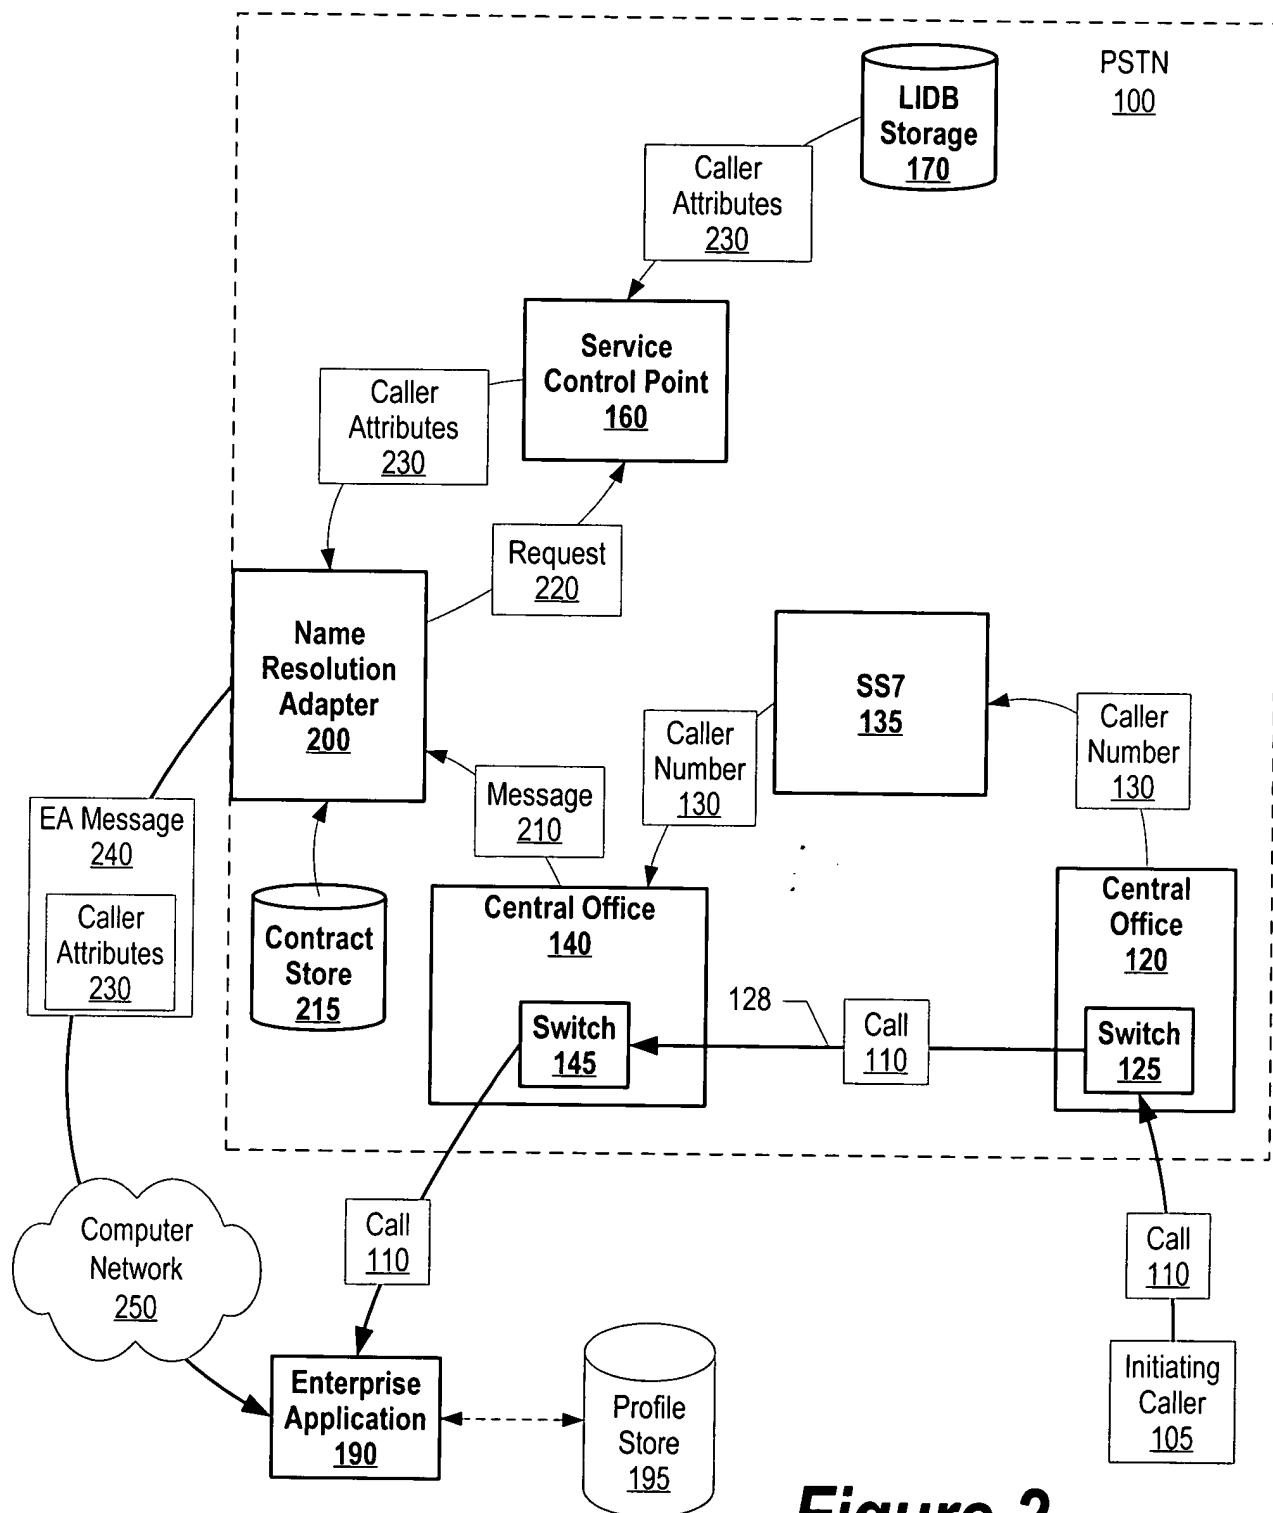 PSTN
100
LIDB
Storage
170
Caller
Attributes
230
Service
Control Point
160
Caller
Attributes
230
Request
220
Name
Resolution
Adapter
200
SS7
135
Caller
Number
130
Caller
Number
130
Message
210
EA Message
240
Caller
Attributes
230
Contract
Store
215
Central Office
140
Central
Office
120
128
Switch
145
Call
110
Switch
125
Call
110
Call
110
Computer
Network
250
Enterprise
Application
190
Profile
Store
195
Initiating
Caller
105
Figure 2